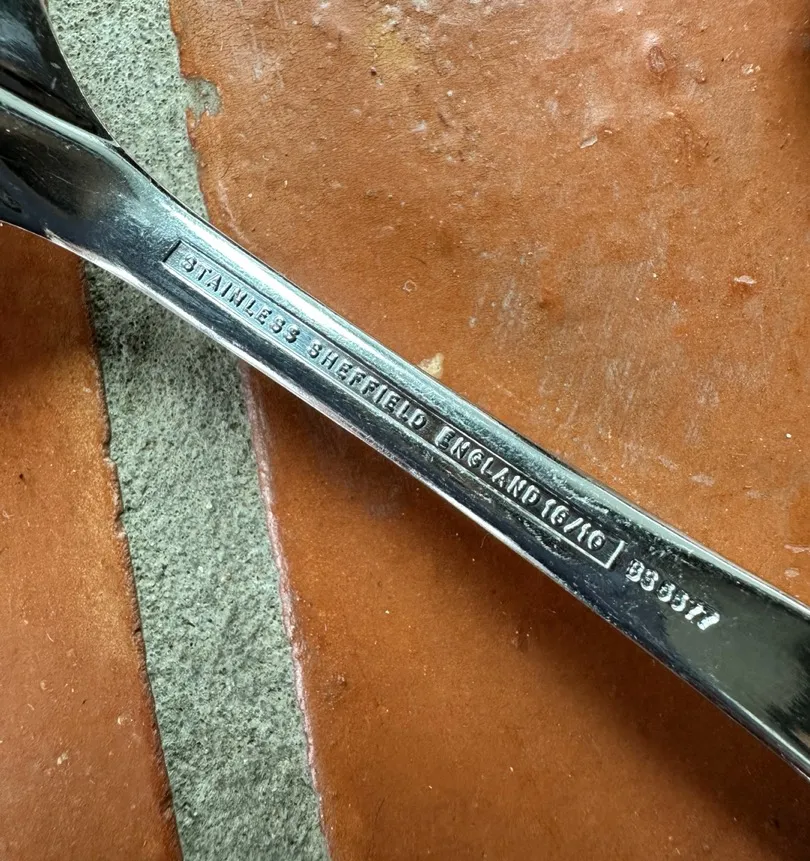 STAINLESS SHEFFIELD ENGLAND 18/10 BS 5577